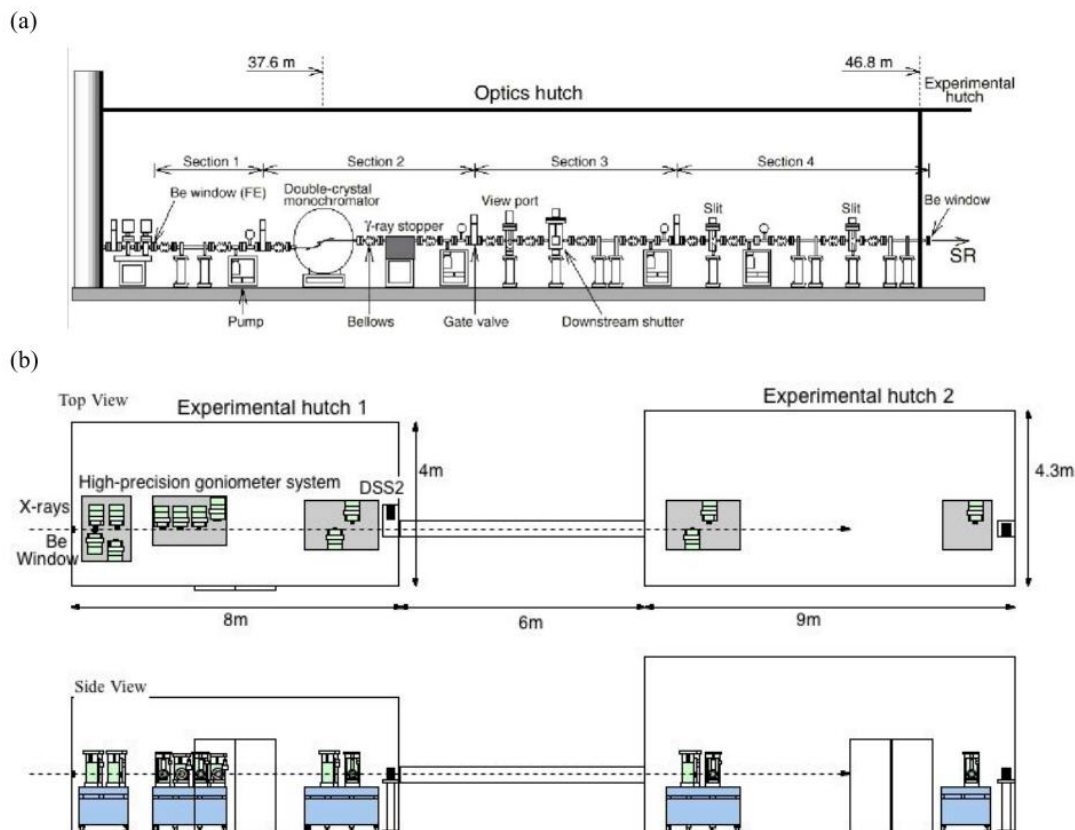 (a)
37.6 m
46.8 m
Optics hutch
Experimental
hutch
Section 1
Section 2
Section 3
Section 4
Be window (FE)
Double-crystal
monochromator
γ-ray stopper
View port
Slit
Slit
Be window
SR
Pump
Bellows
Gate valve
Downstream shutter
(b)
Top View
Experimental hutch 1
Experimental hutch 2
High-precision goniometer system
DSS2
4m
4.3m
X-rays
Be
Window
8m
6m
9m
Side View